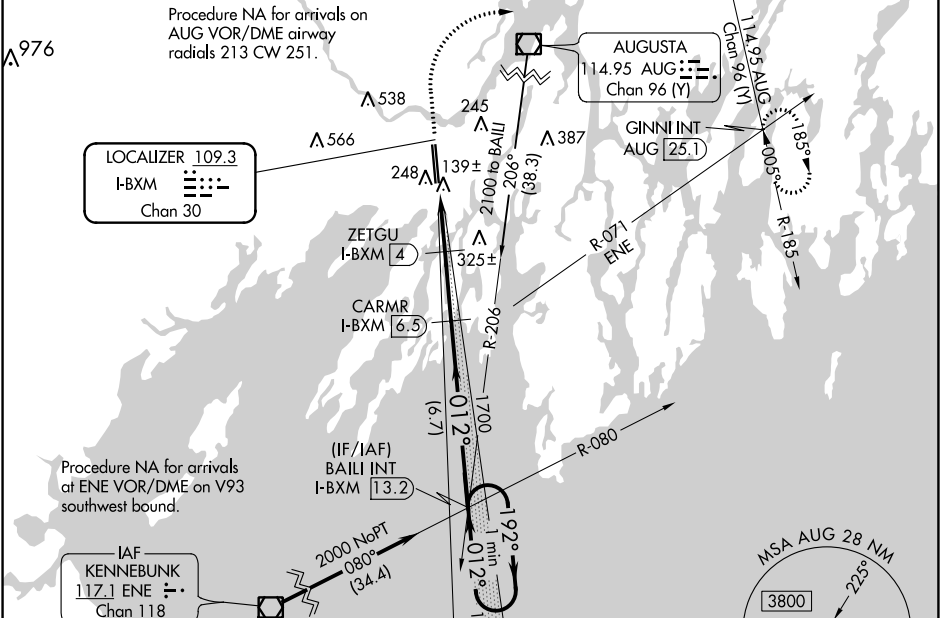 Procedure NA for arrivals on
AUG VOR/DME airway
radials 213 CW 251.
976
538
566
245
387
248
139±
325±
AUGUSTA
114.95 AUG
Chan 96 (Y)
114.95 AUG
Chan 96 (Y)
GINNI INT
AUG 25.1
185°
005°
R-185
LOCALIZER 109.3
I-BXM
Chan 30
2100 to BAILI
206°
(38.3)
R-071
ENE
ZETGU
I-BXM 4
CARMR
I-BXM 6.5
R-206
1700
012°
(6.7)
(IF/IAF)
BAILI INT
I-BXM 13.2
R-080
Procedure NA for arrivals
at ENE VOR/DME on V93
southwest bound.
2000 NoPT
080°
(34.4)
192°
1 min
012°
IAF
KENNEBUNK
117.1 ENE
Chan 118
MSA AUG 28 NM
225°
3800